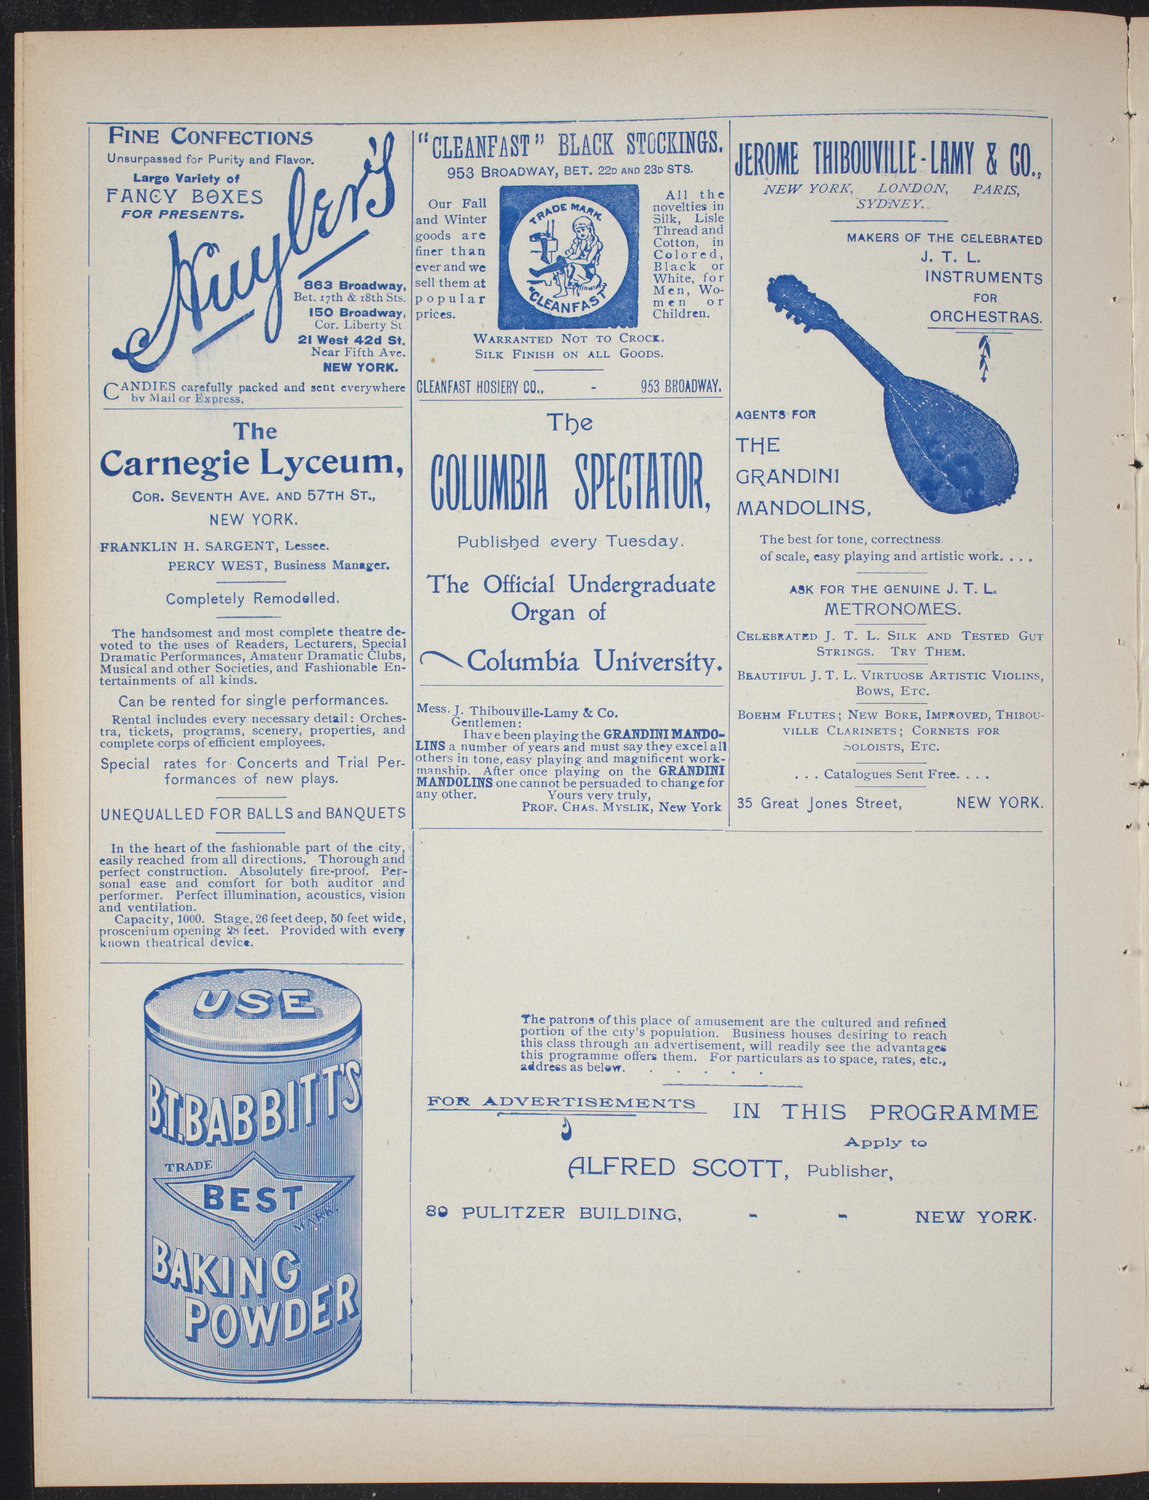 FINE CONFECTIONS
Unsurpassed for Purity and Flavor.
Large Variety of
FANCY BOXES
FOR PRESENTS.
Huyler's
863 Broadway,
Bet. 17th & 18th Sts.
150 Broadway,
Cor. Liberty St.
21 West 42d St.
Near Fifth Ave.
NEW YORK.
CANDIES carefully packed and sent everywhere
by Mail or Express.
The
Carnegie Lyceum,
COR. SEVENTH AVE. AND 57TH ST.,
NEW YORK.
FRANKLIN H. SARGENT, Lessee.
PERCY WEST, Business Manager.
Completely Remodelled.
The handsomest and most complete theatre de-
voted to the uses of Readers, Lecturers, Special
Dramatic Performances, Amateur Dramatic Clubs,
Musical and other Societies, and Fashionable En-
tertainments of all kinds.
Can be rented for single performances.
Rental includes every necessary detail: Orches-
tra, tickets, programs, scenery, properties, and
complete corps of efficient employees.
Special rates for Concerts and Trial Per-
formances of new plays.
UNEQUALLED FOR BALLS and BANQUETS
In the heart of the fashionable part of the city,
easily reached from all directions. Thorough and
perfect construction. Absolutely fire-proof. Per-
sonal ease and comfort for both auditor and
performer. Perfect illumination, acoustics, vision
and ventilation.
Capacity, 1000. Stage, 26 feet deep, 50 feet wide,
proscenium opening 28 feet. Provided with every
known theatrical device.
USE
B.T. BABBITT'S
TRADE
BEST
MARK.
BAKING
POWDER
"CLEANFAST" BLACK STOCKINGS.
953 BROADWAY, BET. 22D AND 23D STS.
Our Fall
and Winter
goods are
finer than
ever and we
sell them at
popular
prices.
TRADE MARK
"CLEANFAST"
All the
novelties in
Silk, Lisle
Thread and
Cotton, in
Colored,
Black or
White, for
Men, Wo-
men or
Children.
WARRANTED NOT TO CROCK.
SILK FINISH ON ALL GOODS.
CLEANFAST HOSIERY CO., - 953 BROADWAY.
The
COLUMBIA SPECTATOR,
Published every Tuesday.
The Official Undergraduate
Organ of
Columbia University.
Mess. J. Thibouville-Lamy & Co.
Gentlemen:
I have been playing the GRANDINI MANDO-
LINS a number of years and must say they excel all
others in tone, easy playing and magnificent work-
manship. After once playing on the GRANDINI
MANDOLINS one cannot be persuaded to change for
any other. Yours very truly,
PROF. CHAS. MYSLIK, New York
JEROME THIBOUVILLE-LAMY & CO.,
NEW YORK, LONDON, PARIS,
SYDNEY.
MAKERS OF THE CELEBRATED
J. T. L.
INSTRUMENTS
FOR
ORCHESTRAS.
AGENTS FOR
THE
GRANDINI
MANDOLINS,
The best for tone, correctness
of scale, easy playing and artistic work. . . .
ASK FOR THE GENUINE J. T. L.
METRONOMES.
CELEBRATED J. T. L. SILK AND TESTED GUT
STRINGS. TRY THEM.
BEAUTIFUL J. T. L. VIRTUOSE ARTISTIC VIOLINS,
BOWS, ETC.
BOEHM FLUTES; NEW BORE, IMPROVED, THIBOU-
VILLE CLARINETS; CORNETS FOR
SOLOISTS, ETC.
. . . Catalogues Sent Free. . . .
35 Great Jones Street, NEW YORK.
The patrons of this place of amusement are the cultured and refined
portion of the city's population. Business houses desiring to reach
this class through an advertisement, will readily see the advantages
this programme offers them. For particulars as to space, rates, etc.,
address as below. . . . . .
FOR ADVERTISEMENTS IN THIS PROGRAMME
Apply to
ALFRED SCOTT, Publisher,
89 PULITZER BUILDING, - - NEW YORK.